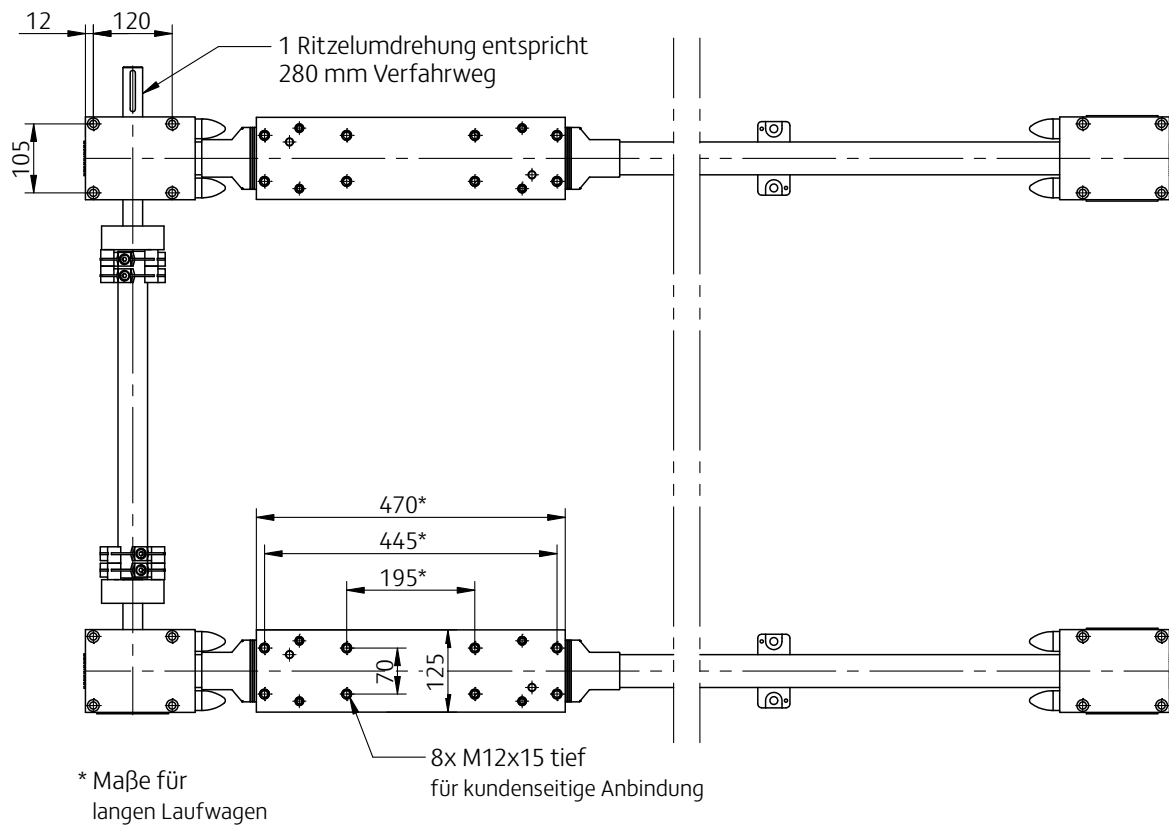 12
120
1 Ritzelumdrehung entspricht
280 mm Verfahrweg
105
470*
445*
195*
70
125
8x M12x15 tief
für kundenseitige Anbindung
* Maße für
langen Laufwagen